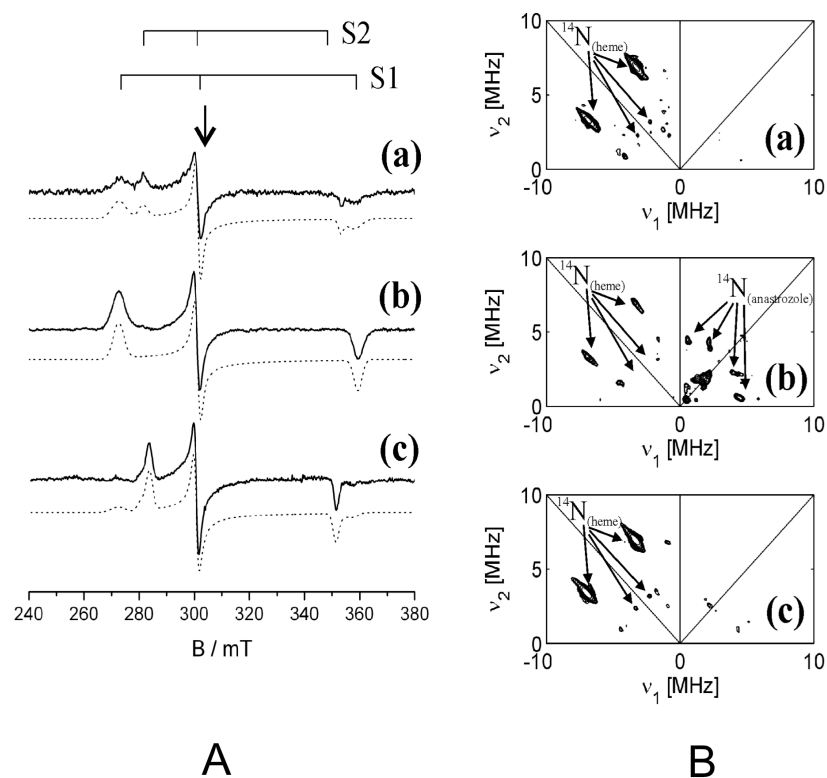 S2
S1
(a)
(b)
(c)
240 260 280 300 320 340 360 380
B / mT
A
10
5
0
ν₂ [MHz]
¹⁴N(heme)
(a)
-10 0 10
ν₁ [MHz]
10
5
0
ν₂ [MHz]
¹⁴N(heme)
¹⁴N(anastrozole)
(b)
-10 0 10
ν₁ [MHz]
10
5
0
ν₂ [MHz]
¹⁴N(heme)
(c)
-10 0 10
ν₁ [MHz]
B